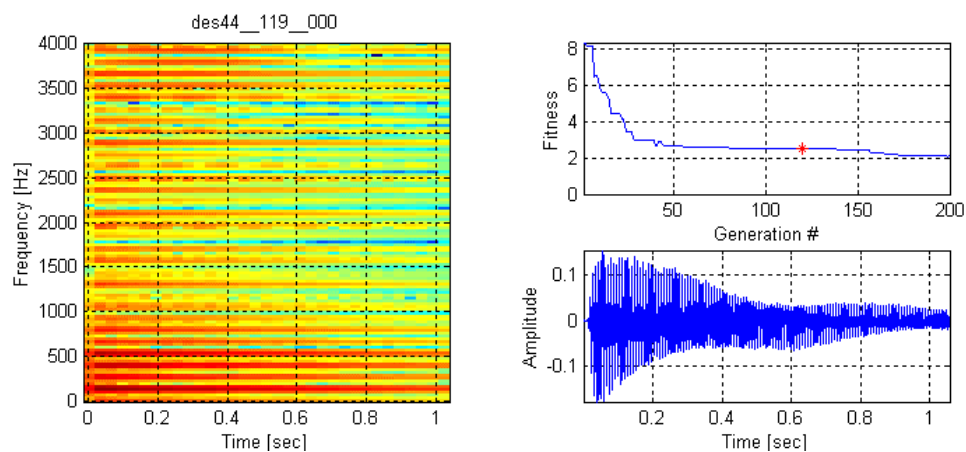 des44__119__000
4000
3500
3000
2500
2000
1500
1000
500
0
Frequency [Hz]
0 0.2 0.4 0.6 0.8 1
Time [sec]
8
6
4
2
0
Fitness
50 100 150 200
Generation #
0.1
0
-0.1
Amplitude
0.2 0.4 0.6 0.8 1
Time [sec]